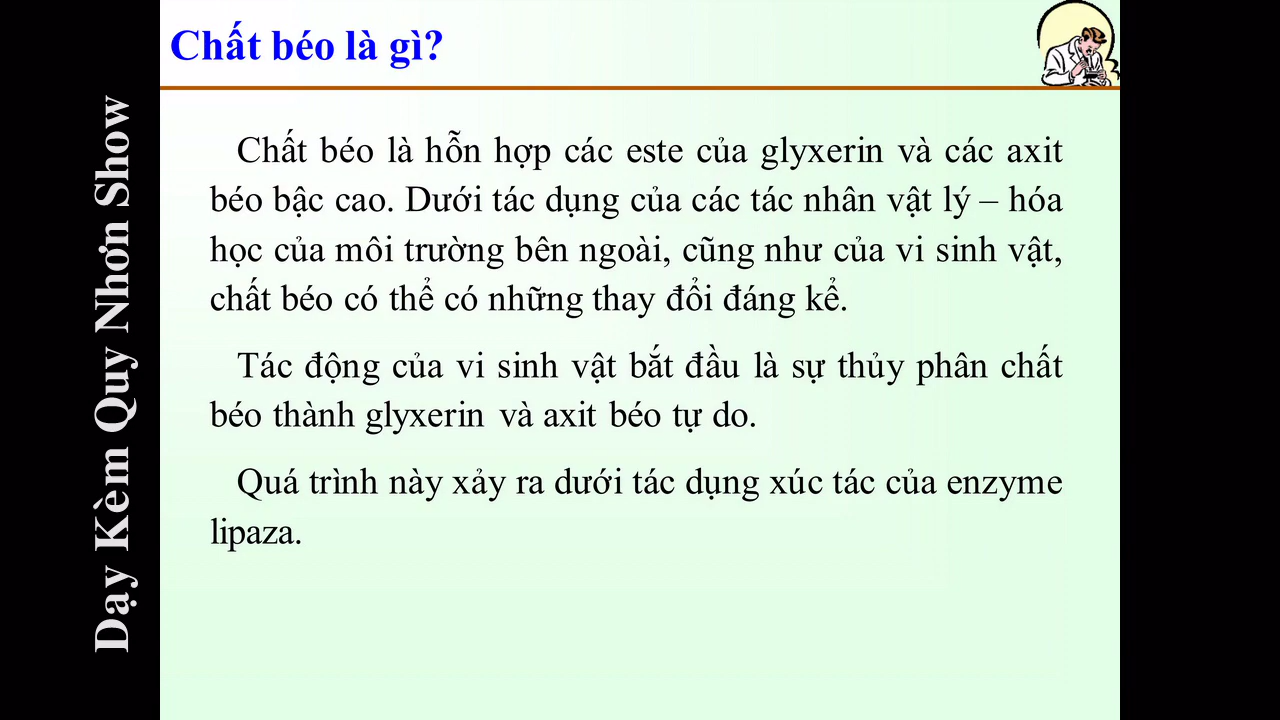 Chất béo là gì?
Chất béo là hỗn hợp các este của glyxerin và các axit
béo bậc cao. Dưới tác dụng của các tác nhân vật lý – hóa
học của môi trường bên ngoài, cũng như của vi sinh vật,
chất béo có thể có những thay đổi đáng kể.
Tác động của vi sinh vật bắt đầu là sự thủy phân chất
béo thành glyxerin và axit béo tự do.
Quá trình này xảy ra dưới tác dụng xúc tác của enzyme
lipaza.
Dạy Kèm Quy Nhơn Show